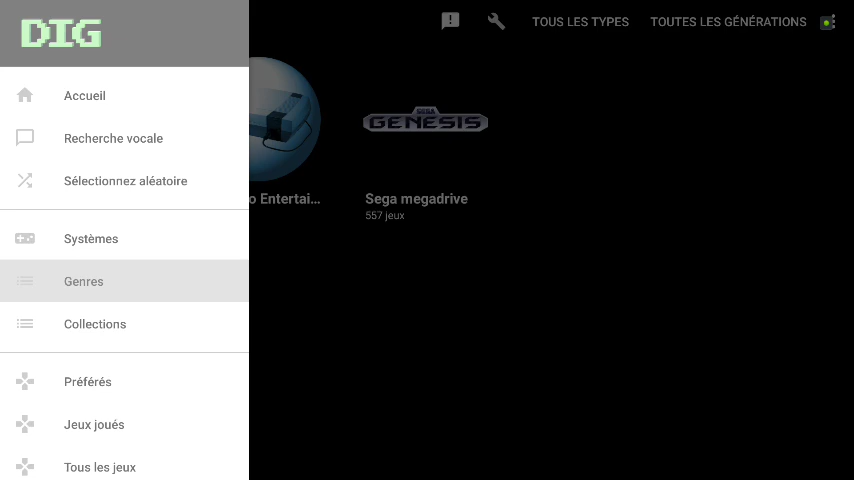 DIG
TOUS LES TYPES
TOUTES LES GÉNÉRATIONS
Accueil
Recherche vocale
Sélectionnez aléatoire
Systèmes
Genres
Collections
Préférés
Jeux joués
Tous les jeux
SEGA
GENESIS
o Entertai...
Sega megadrive
557 jeux